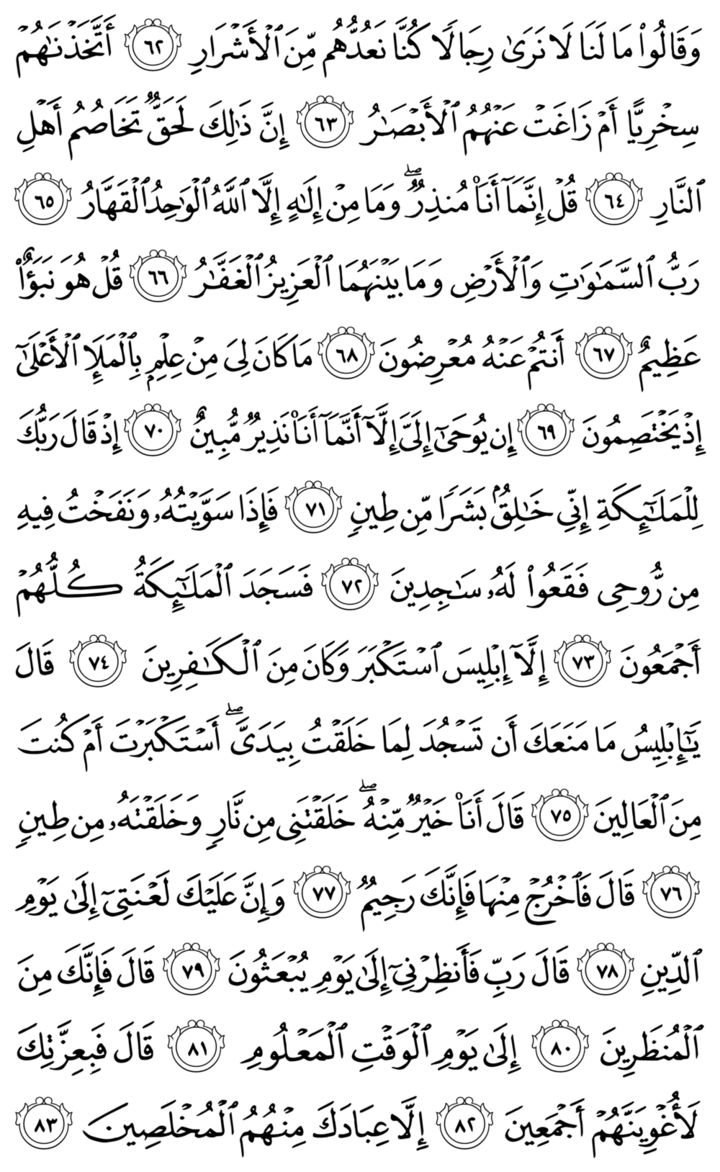 وَقَالُوا۟ مَا لَنَا لَا نَرَىٰ رِجَالًا كُنَّا نَعُدُّهُم مِّنَ ٱلْأَشْرَارِ ٦٢ أَتَّخَذْنَٰهُمْ
سِخْرِيًّا أَمْ زَاغَتْ عَنْهُمُ ٱلْأَبْصَٰرُ ٦٣ إِنَّ ذَٰلِكَ لَحَقٌّ تَخَاصُمُ أَهْلِ
ٱلنَّارِ ٦٤ قُلْ إِنَّمَآ أَنَا۠ مُنذِرٌ ۖ وَمَا مِنْ إِلَٰهٍ إِلَّا ٱللَّهُ ٱلْوَٰحِدُ ٱلْقَهَّارُ ٦٥
رَبُّ ٱلسَّمَٰوَٰتِ وَٱلْأَرْضِ وَمَا بَيْنَهُمَا ٱلْعَزِيزُ ٱلْغَفَّٰرُ ٦٦ قُلْ هُوَ نَبَؤٌا۟
عَظِيمٌ ٦٧ أَنتُمْ عَنْهُ مُعْرِضُونَ ٦٨ مَا كَانَ لِىَ مِنْ عِلْمٍۭ بِٱلْمَلَإِ ٱلْأَعْلَىٰٓ
إِذْ يَخْتَصِمُونَ ٦٩ إِن يُوحَىٰٓ إِلَىَّ إِلَّآ أَنَّمَآ أَنَا۠ نَذِيرٌ مُّبِينٌ ٧٠ إِذْ قَالَ رَبُّكَ
لِلْمَلَٰٓئِكَةِ إِنِّى خَٰلِقٌۢ بَشَرًا مِّن طِينٍ ٧١ فَإِذَا سَوَّيْتُهُۥ وَنَفَخْتُ فِيهِ
مِن رُّوحِى فَقَعُوا۟ لَهُۥ سَٰجِدِينَ ٧٢ فَسَجَدَ ٱلْمَلَٰٓئِكَةُ كُلُّهُمْ
أَجْمَعُونَ ٧٣ إِلَّآ إِبْلِيسَ ٱسْتَكْبَرَ وَكَانَ مِنَ ٱلْكَٰفِرِينَ ٧٤ قَالَ
يَٰٓإِبْلِيسُ مَا مَنَعَكَ أَن تَسْجُدَ لِمَا خَلَقْتُ بِيَدَىَّ ۖ أَسْتَكْبَرْتَ أَمْ كُنتَ
مِنَ ٱلْعَالِينَ ٧٥ قَالَ أَنَا۠ خَيْرٌ مِّنْهُ ۖ خَلَقْتَنِى مِن نَّارٍ وَخَلَقْتَهُۥ مِن طِينٍ
٧٦ قَالَ فَٱخْرُجْ مِنْهَا فَإِنَّكَ رَجِيمٌ ٧٧ وَإِنَّ عَلَيْكَ لَعْنَتِىٓ إِلَىٰ يَوْمِ
ٱلدِّينِ ٧٨ قَالَ رَبِّ فَأَنظِرْنِىٓ إِلَىٰ يَوْمِ يُبْعَثُونَ ٧٩ قَالَ فَإِنَّكَ مِنَ
ٱلْمُنظَرِينَ ٨٠ إِلَىٰ يَوْمِ ٱلْوَقْتِ ٱلْمَعْلُومِ ٨١ قَالَ فَبِعِزَّتِكَ
لَأُغْوِيَنَّهُمْ أَجْمَعِينَ ٨٢ إِلَّا عِبَادَكَ مِنْهُمُ ٱلْمُخْلَصِينَ ٨٣